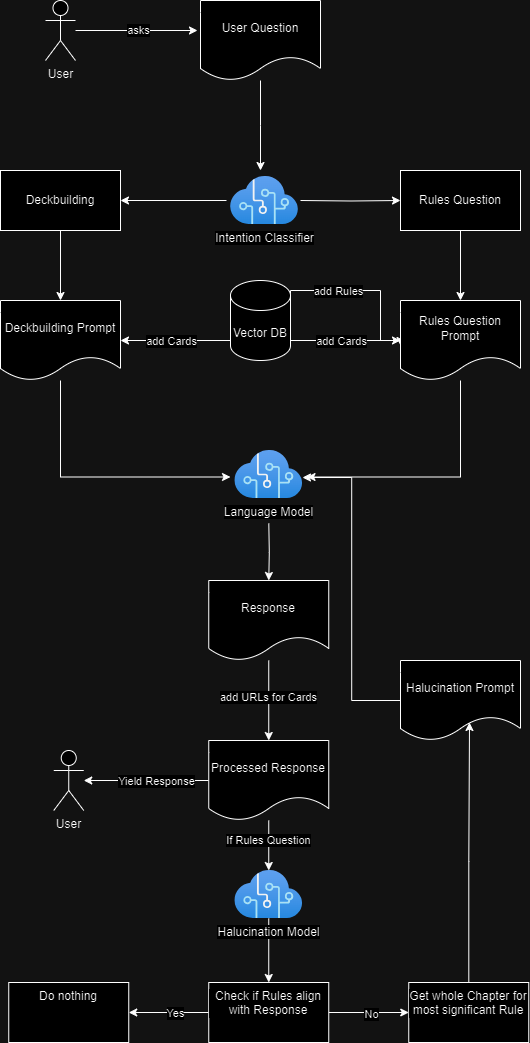 asks
User Question
User
Deckbuilding
Rules Question
Intention Classifier
add Rules
Deckbuilding Prompt
Vector DB
Rules Question
Prompt
add Cards
add Cards
Language Model
Response
Halucination Prompt
add URLs for Cards
Processed Response
Yield Response
User
If Rules Question
Halucination Model
Do nothing
Check if Rules align
with Response
Get whole Chapter for
most significant Rule
Yes
No